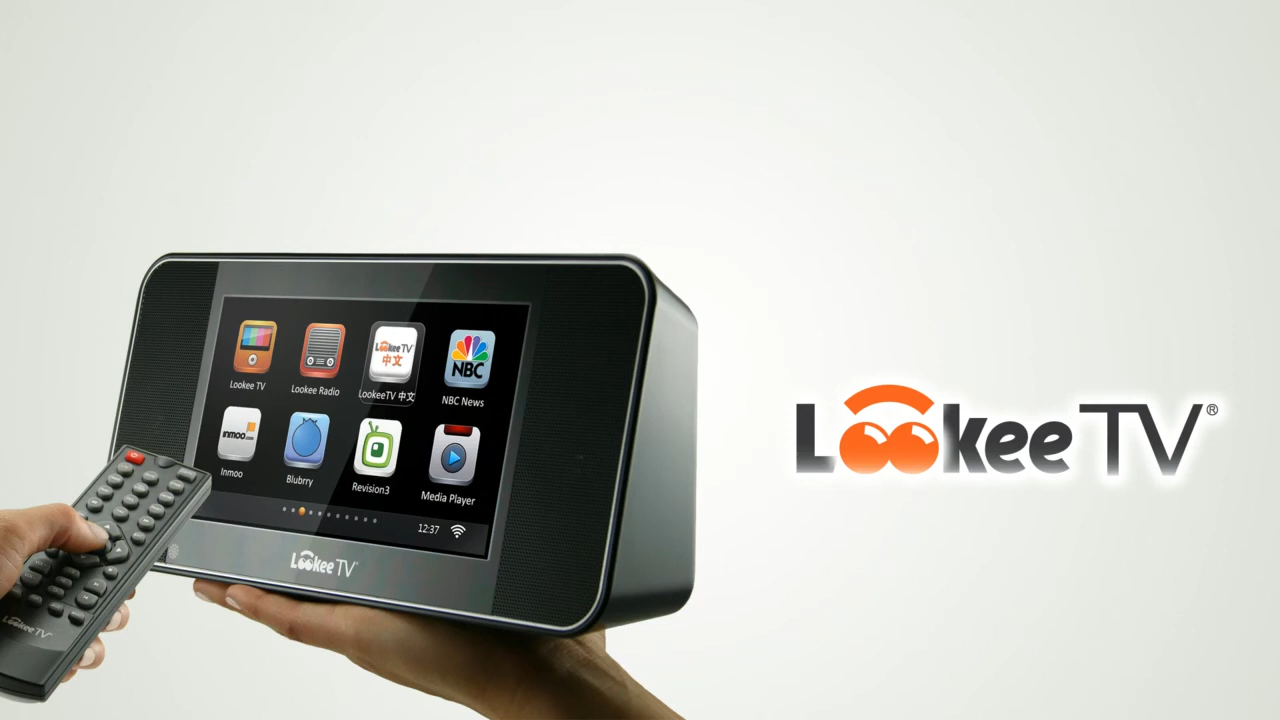 LookeeTV
中文
NBC
Lookee TV
Lookee Radio
LookeeTV 中文
NBC News
inmoo.com
Inmoo
Blubrry
Revision3
Media Player
12:37
LookeeTV
LookeeTV
LookeeTV®